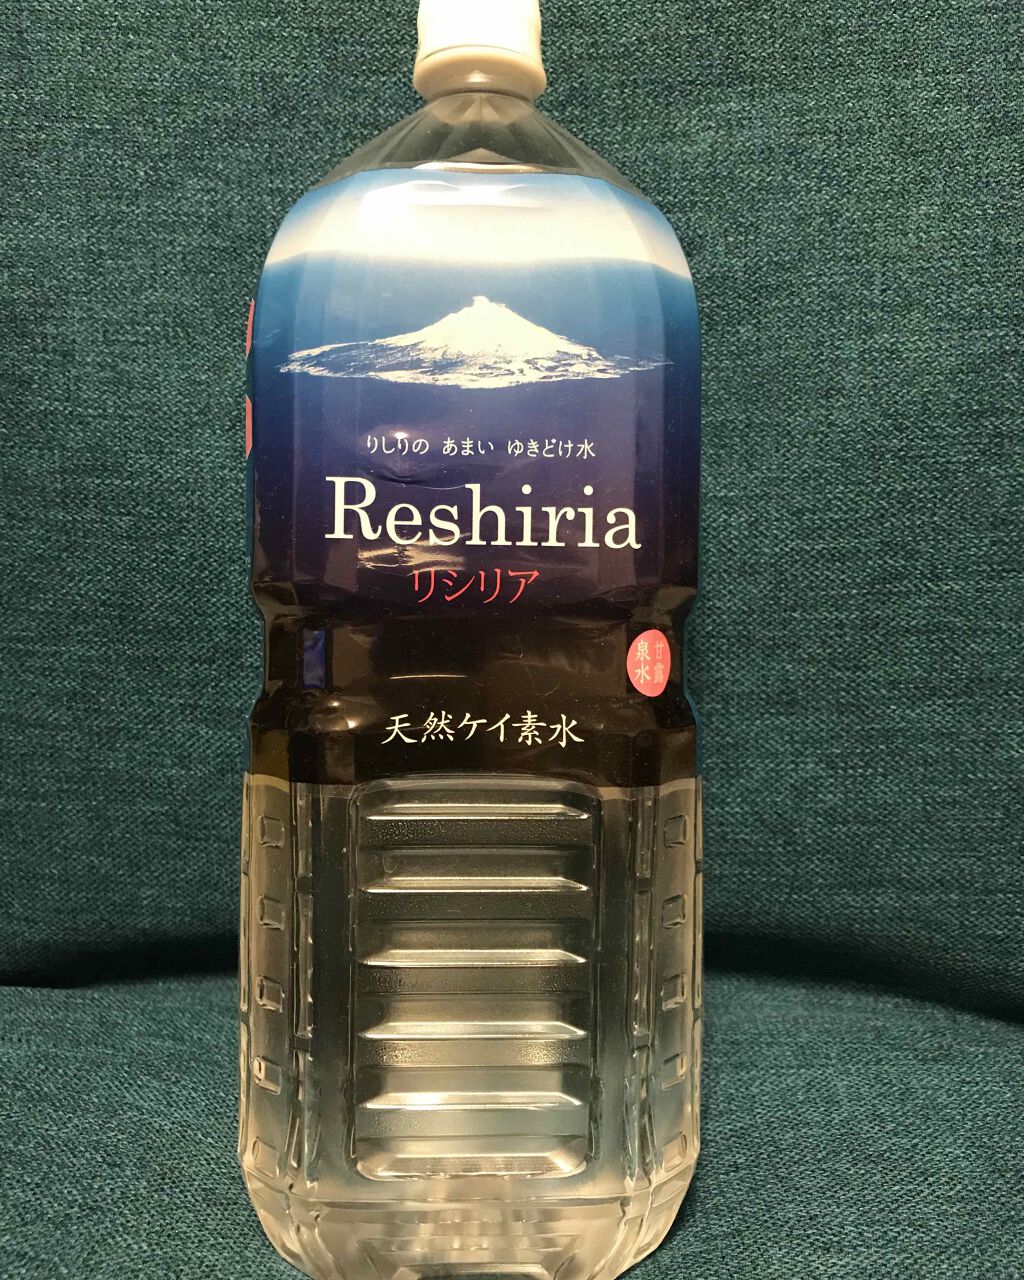 りしりの あまい ゆきどけ水
Reshiria
リシリア
甘露
泉水
天然ケイ素水